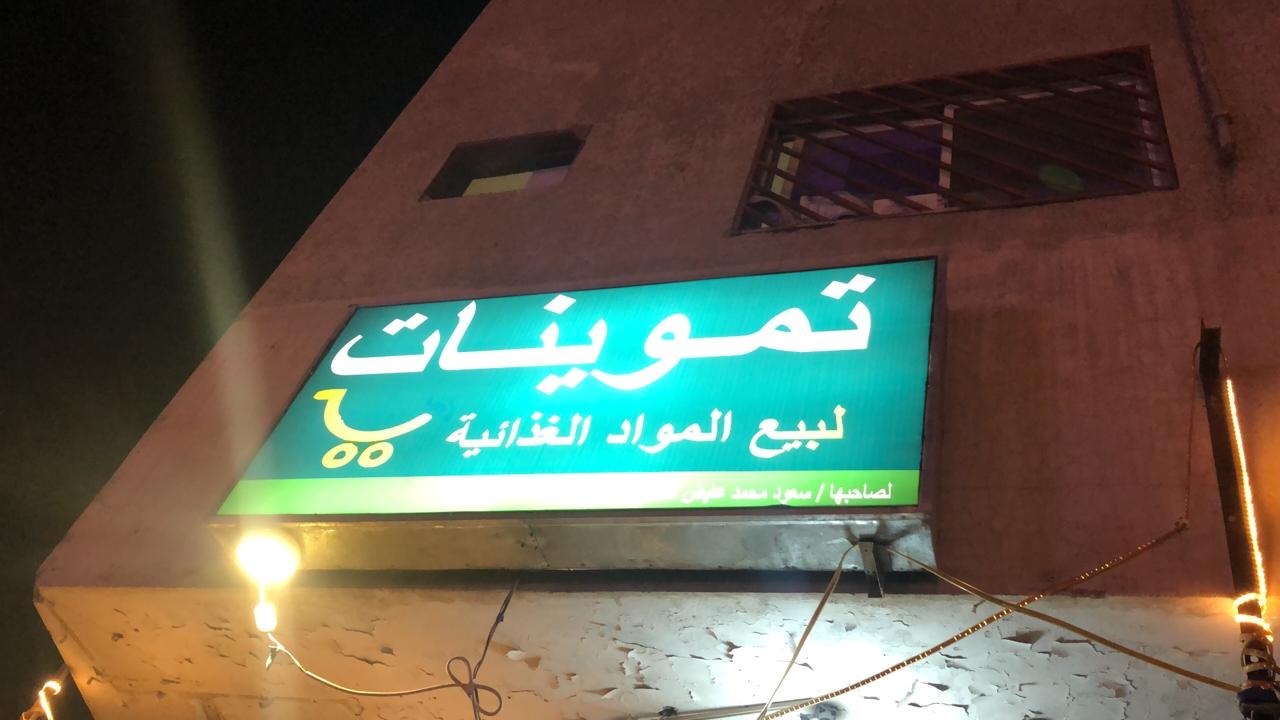 تموينات
لبيع المواد الغذائية
لصاحبها / سعود محمد عايض